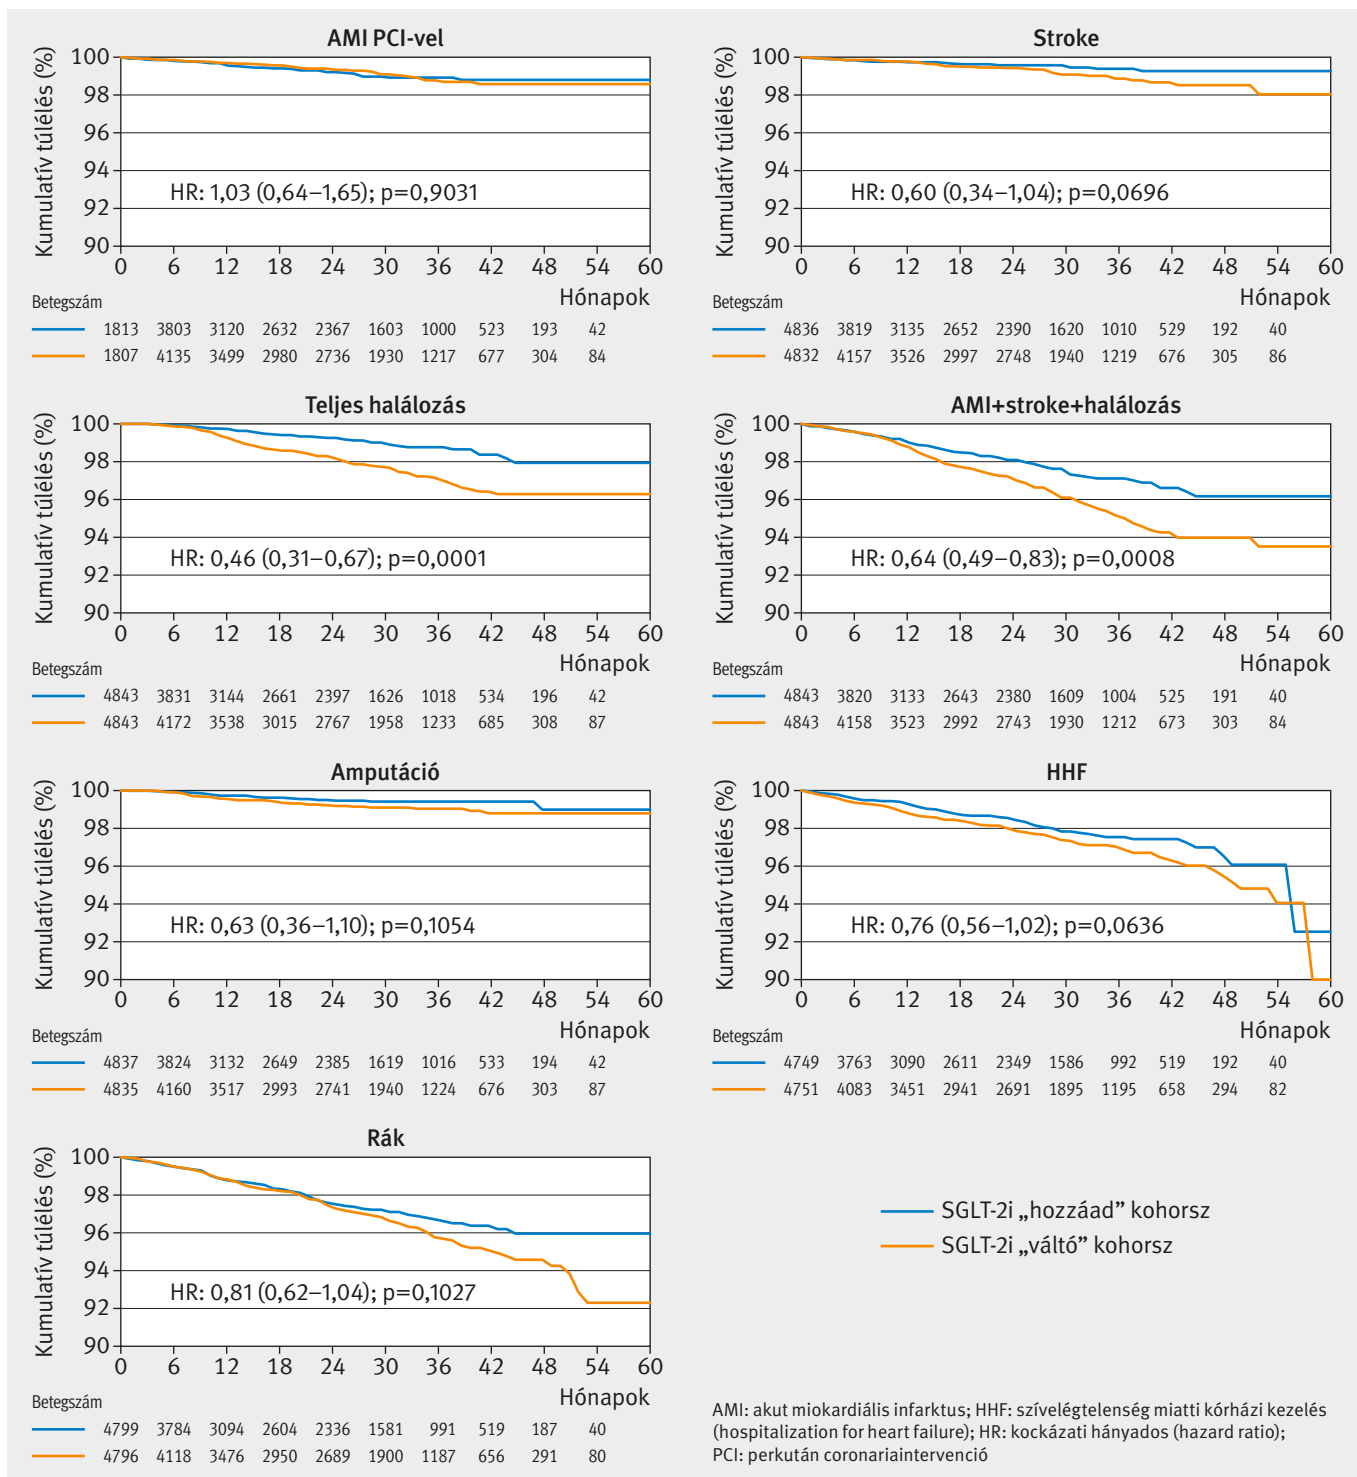 AMI PCI-vel
Kumulatív túlélés (%)
100
98
96
94
92
90
HR: 1,03 (0,64–1,65); p=0,9031
0 6 12 18 24 30 36 42 48 54 60
Hónapok
Betegszám
1813 3803 3120 2632 2367 1603 1000 523 193 42
1807 4135 3499 2980 2736 1930 1217 677 304 84
Stroke
Kumulatív túlélés (%)
100
98
96
94
92
90
HR: 0,60 (0,34–1,04); p=0,0696
0 6 12 18 24 30 36 42 48 54 60
Hónapok
Betegszám
4836 3819 3135 2652 2390 1620 1010 529 192 40
4832 4157 3526 2997 2748 1940 1219 676 305 86
Teljes halálozás
Kumulatív túlélés (%)
100
98
96
94
92
90
HR: 0,46 (0,31–0,67); p=0,0001
0 6 12 18 24 30 36 42 48 54 60
Hónapok
Betegszám
4843 3831 3144 2661 2397 1626 1018 534 196 42
4843 4172 3538 3015 2767 1958 1233 685 308 87
AMI+stroke+halálozás
Kumulatív túlélés (%)
100
98
96
94
92
90
HR: 0,64 (0,49–0,83); p=0,0008
0 6 12 18 24 30 36 42 48 54 60
Hónapok
Betegszám
4843 3820 3133 2643 2380 1609 1004 525 191 40
4843 4158 3523 2992 2743 1930 1212 673 303 84
Amputáció
Kumulatív túlélés (%)
100
98
96
94
92
90
HR: 0,63 (0,36–1,10); p=0,1054
0 6 12 18 24 30 36 42 48 54 60
Hónapok
Betegszám
4837 3824 3132 2649 2385 1619 1016 533 194 42
4835 4160 3517 2993 2741 1940 1224 676 303 87
HHF
Kumulatív túlélés (%)
100
98
96
94
92
90
HR: 0,76 (0,56–1,02); p=0,0636
0 6 12 18 24 30 36 42 48 54 60
Hónapok
Betegszám
4749 3763 3090 2611 2349 1586 992 519 192 40
4751 4083 3451 2941 2691 1895 1195 658 294 82
Rák
Kumulatív túlélés (%)
100
98
96
94
92
90
HR: 0,81 (0,62–1,04); p=0,1027
0 6 12 18 24 30 36 42 48 54 60
Hónapok
Betegszám
4799 3784 3094 2604 2336 1581 991 519 187 40
4796 4118 3476 2950 2689 1900 1187 656 291 80
SGLT-2i „hozzáad” kohorsz
SGLT-2i „váltó” kohorsz
AMI: akut miokardiális infarktus; HHF: szívelégtelenség miatti kórházi kezelés
(hospitalization for heart failure); HR: kockázati hányados (hazard ratio);
PCI: perkután coronariaintervenció